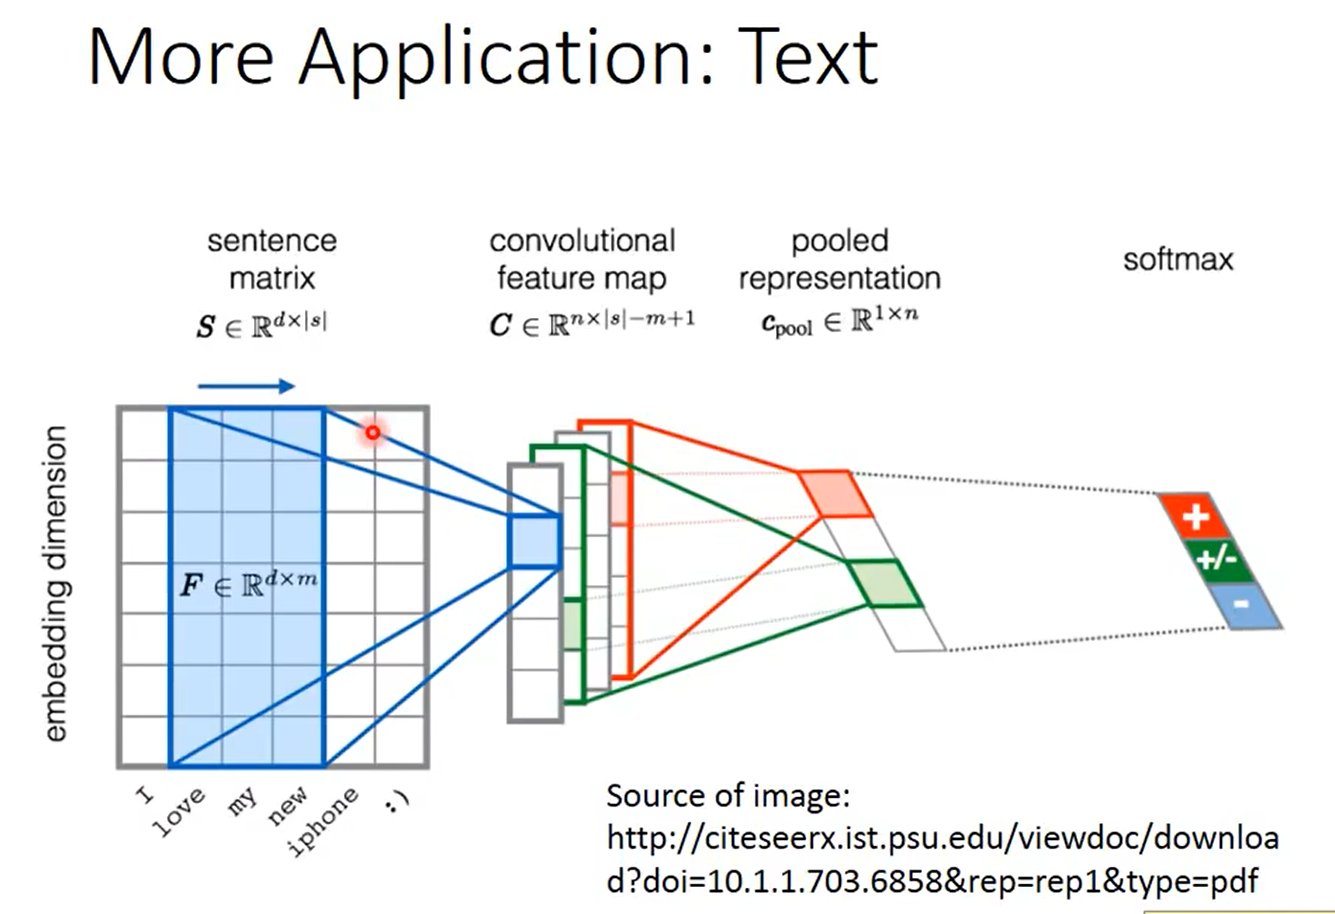 More Application: Text
sentence
matrix
S ∈ ℝ^{d×|s|}
convolutional
feature map
C ∈ ℝ^{n×|s|−m+1}
pooled
representation
c_{pool} ∈ ℝ^{1×n}
softmax
embedding dimension
F ∈ ℝ^{d×m}
+
+/-
-
I
love
my
new
iphone
:)
Source of image:
http://citeseerx.ist.psu.edu/viewdoc/downloa
d?doi=10.1.1.703.6858&rep=rep1&type=pdf